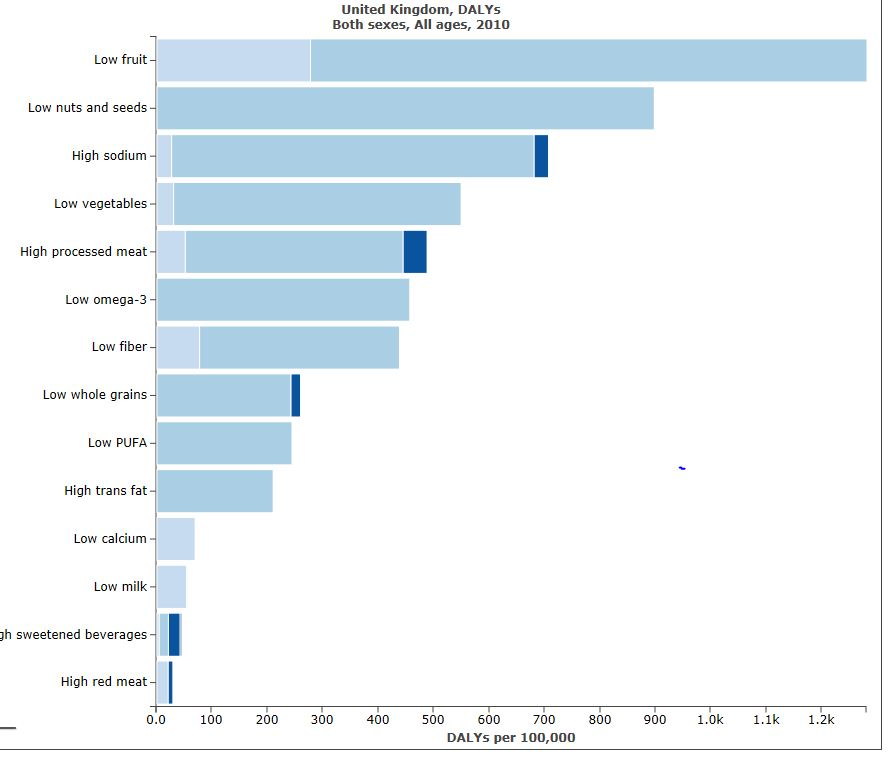 United Kingdom, DALYs
Both sexes, All ages, 2010
Low fruit
Low nuts and seeds
High sodium
Low vegetables
High processed meat
Low omega-3
Low fiber
Low whole grains
Low PUFA
High trans fat
Low calcium
Low milk
gh sweetened beverages
High red meat
0.0 100 200 300 400 500 600 700 800 900 1.0k 1.1k 1.2k
DALYs per 100,000